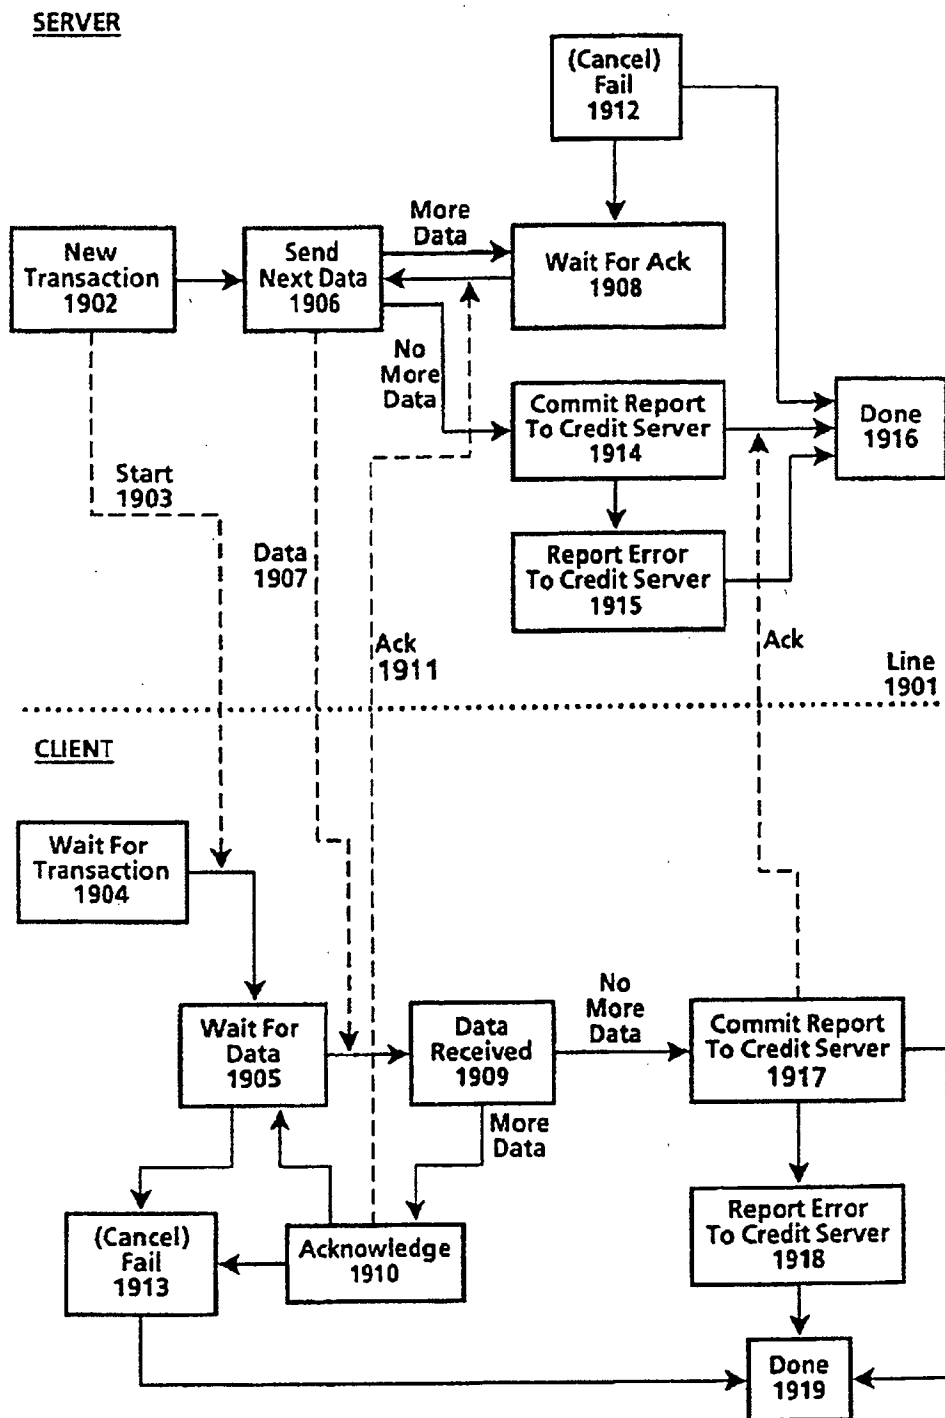 SERVER
(Cancel)
Fail
1912
New
Transaction
1902
Send
Next Data
1906
More
Data
Wait For Ack
1908
No
More
Data
Commit Report
To Credit Server
1914
Done
1916
Start
1903
Data
1907
Report Error
To Credit Server
1915
Ack
1911
Ack
Line
1901
CLIENT
Wait For
Transaction
1904
Wait For
Data
1905
Data
Received
1909
No
More
Data
Commit Report
To Credit Server
1917
More
Data
(Cancel)
Fail
1913
Acknowledge
1910
Report Error
To Credit Server
1918
Done
1919